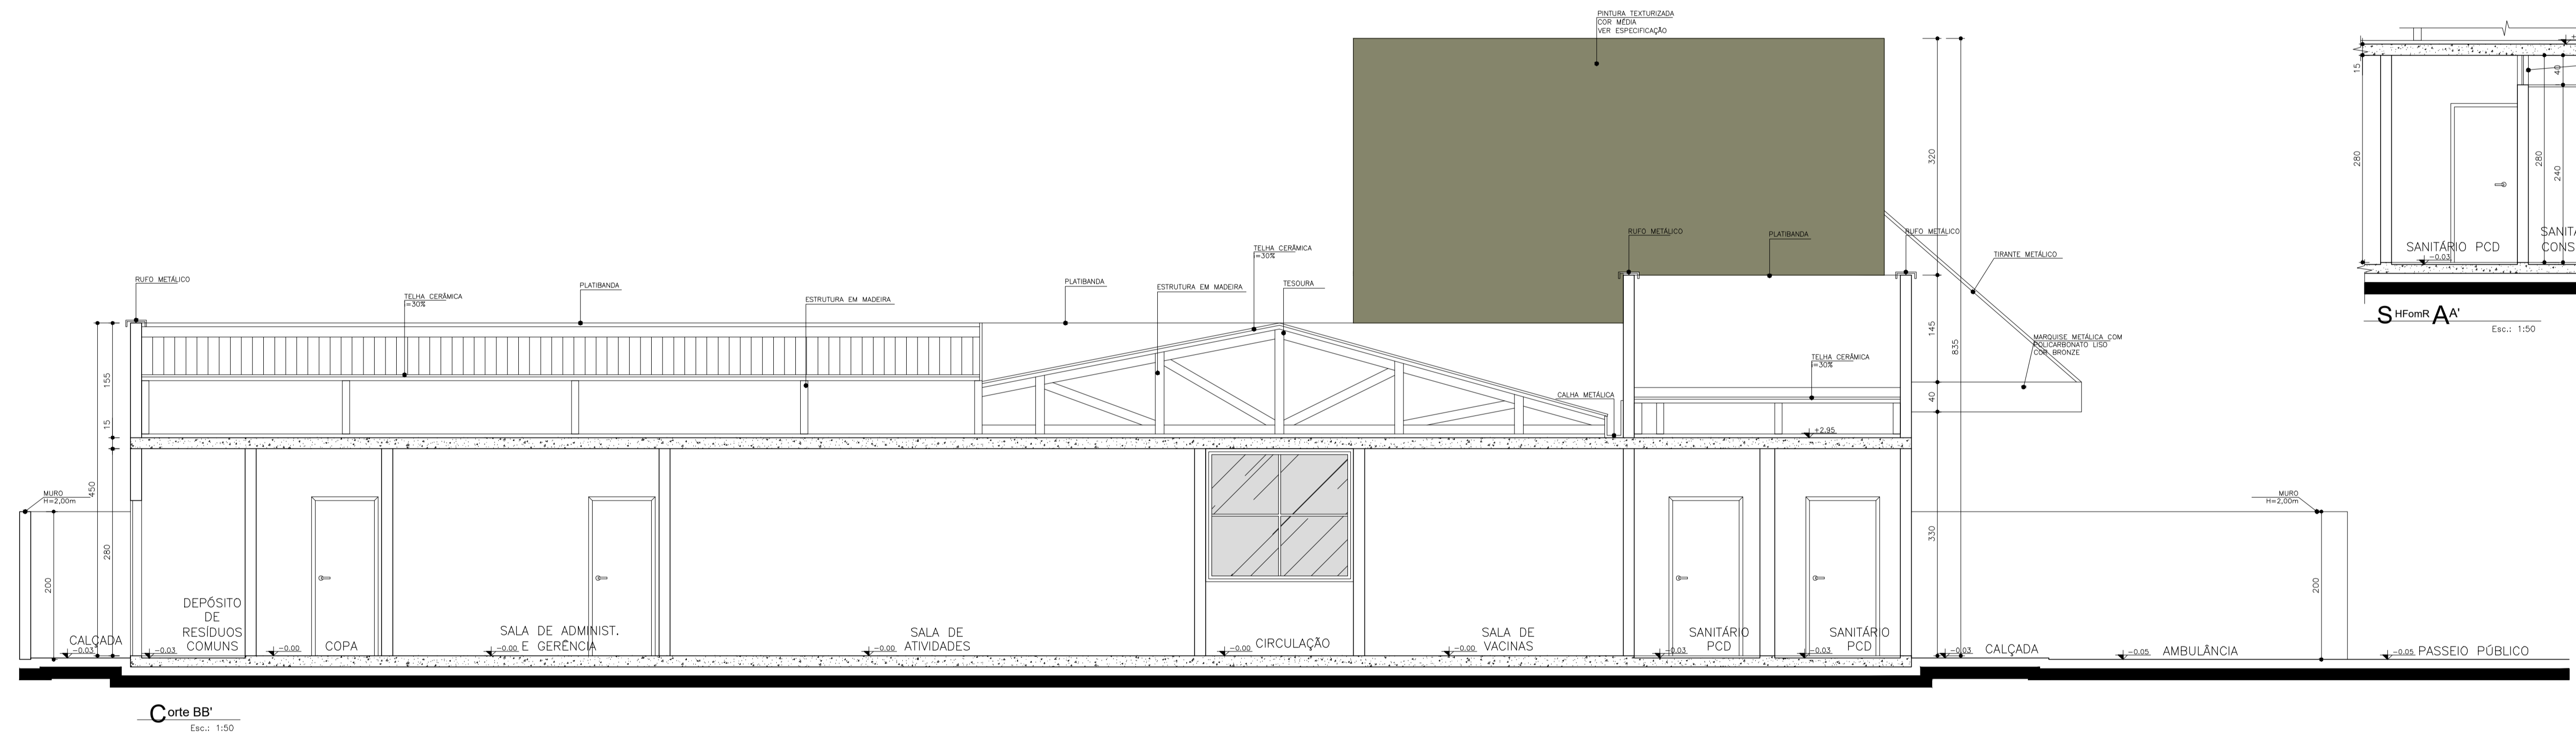 PINTURA TEXTURIZADA
COR MÉDIA
VER ESPECIFICAÇÃO
320
145
835
40
330
RUFO METÁLICO
PLATIBANDA
RUFO METÁLICO
TIRANTE METÁLICO
MARQUISE METÁLICA COM
POLICARBONATO LISO
COR BRONZE
TELHA CERÂMICA
i=30%
CALHA METÁLICA
+2.95
RUFO METÁLICO
TELHA CERÂMICA
i=30%
PLATIBANDA
ESTRUTURA EM MADEIRA
PLATIBANDA
ESTRUTURA EM MADEIRA
TELHA CERÂMICA
i=30%
TESOURA
155
15
450
280
MURO
H=2,00m
200
CALÇADA
-0.03
DEPÓSITO
DE
RESÍDUOS
COMUNS
-0.03
COPA
-0.00
SALA DE ADMINIST.
E GERÊNCIA
-0.00
SALA DE
ATIVIDADES
-0.00
CIRCULAÇÃO
-0.00
SALA DE
VACINAS
-0.00
SANITÁRIO
PCD
-0.03
SANITÁRIO
PCD
-0.03
CALÇADA
-0.03
AMBULÂNCIA
-0.05
PASSEIO PÚBLICO
-0.05
MURO
H=2,00m
200
Corte BB'
Esc.: 1:50
15
280
280
40
240
SANITÁRIO PCD
-0.03
SHFomR AA'
Esc.: 1:50